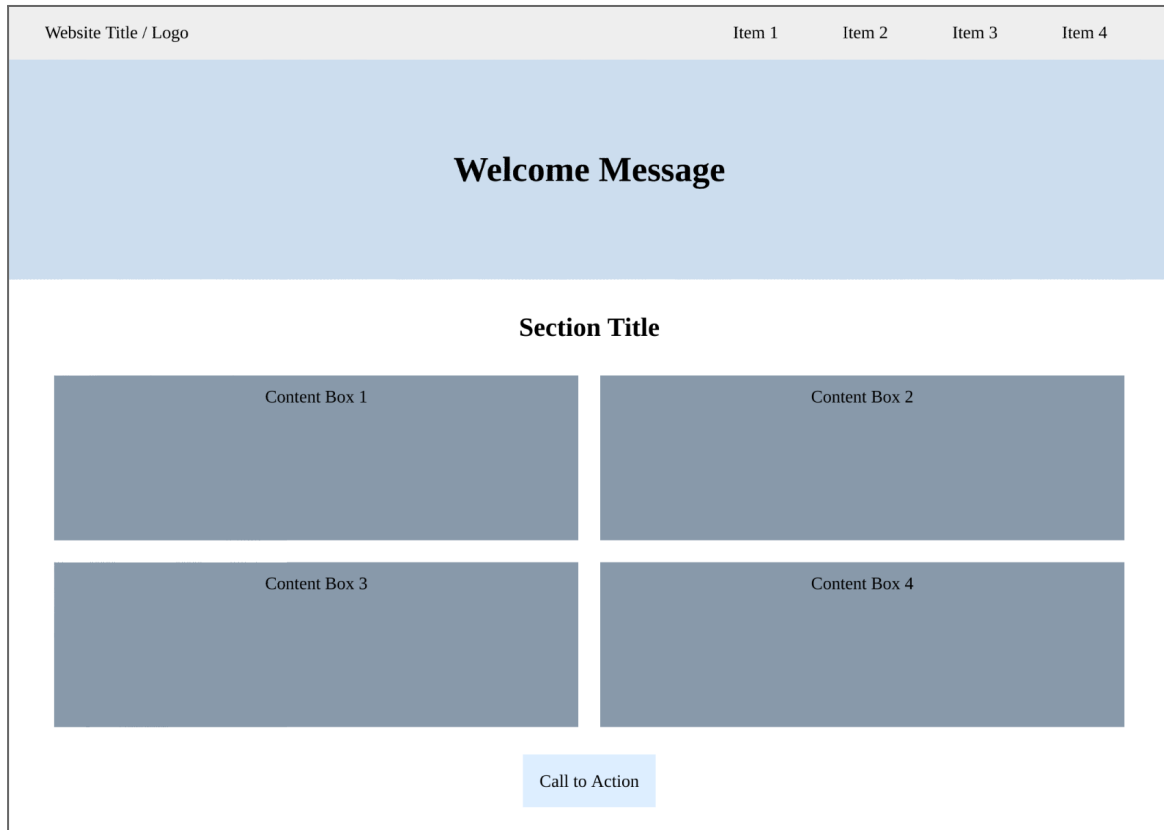 Website Title / Logo Item 1 Item 2 Item 3 Item 4
Welcome Message
Section Title
Content Box 1 Content Box 2
Content Box 3 Content Box 4
Call to Action